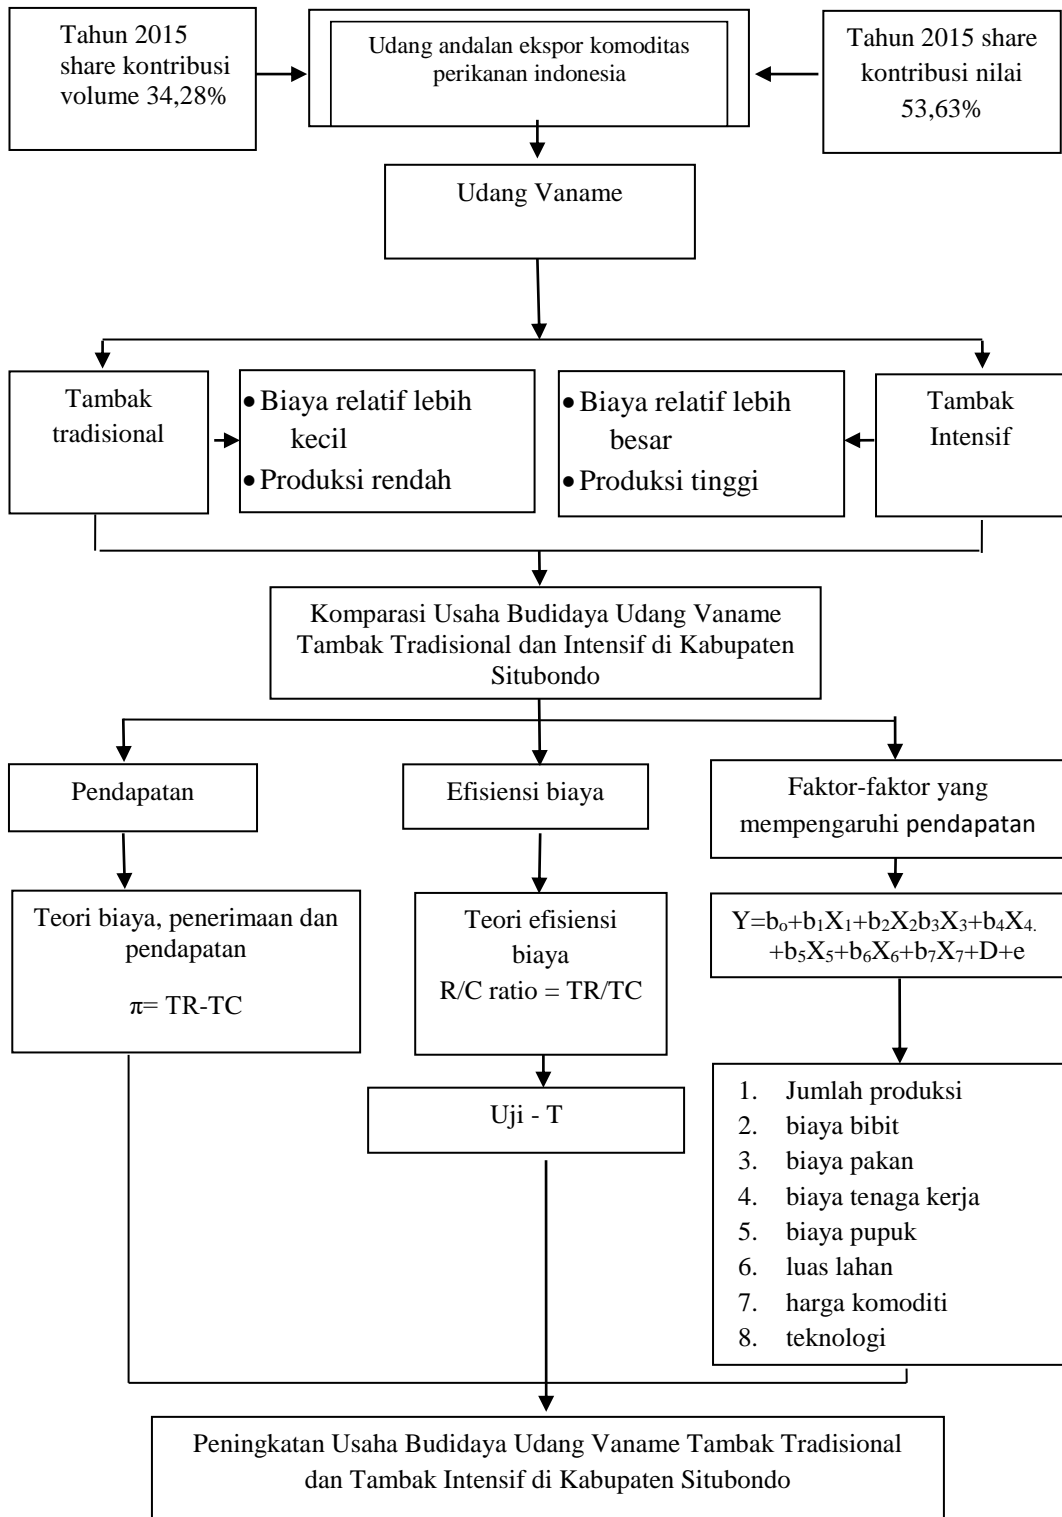 Tahun 2015
share kontribusi
volume 34,28%
Udang andalan ekspor komoditas
perikanan indonesia
Tahun 2015 share
kontribusi nilai
53,63%
Udang Vaname
Tambak
tradisional
• Biaya relatif lebih
kecil
• Produksi rendah
• Biaya relatif lebih
besar
• Produksi tinggi
Tambak
Intensif
Komparasi Usaha Budidaya Udang Vaname
Tambak Tradisional dan Intensif di Kabupaten
Situbondo
Pendapatan
Efisiensi biaya
Faktor-faktor yang
mempengaruhi pendapatan
Teori biaya, penerimaan dan
pendapatan
π= TR-TC
Teori efisiensi
biaya
R/C ratio = TR/TC
Y=bₒ+b₁X₁+b₂X₂b₃X₃+b₄X₄.
+b₅X₅+b₆X₆+b₇X₇+D+e
Uji - T
1. Jumlah produksi
2. biaya bibit
3. biaya pakan
4. biaya tenaga kerja
5. biaya pupuk
6. luas lahan
7. harga komoditi
8. teknologi
Peningkatan Usaha Budidaya Udang Vaname Tambak Tradisional
dan Tambak Intensif di Kabupaten Situbondo